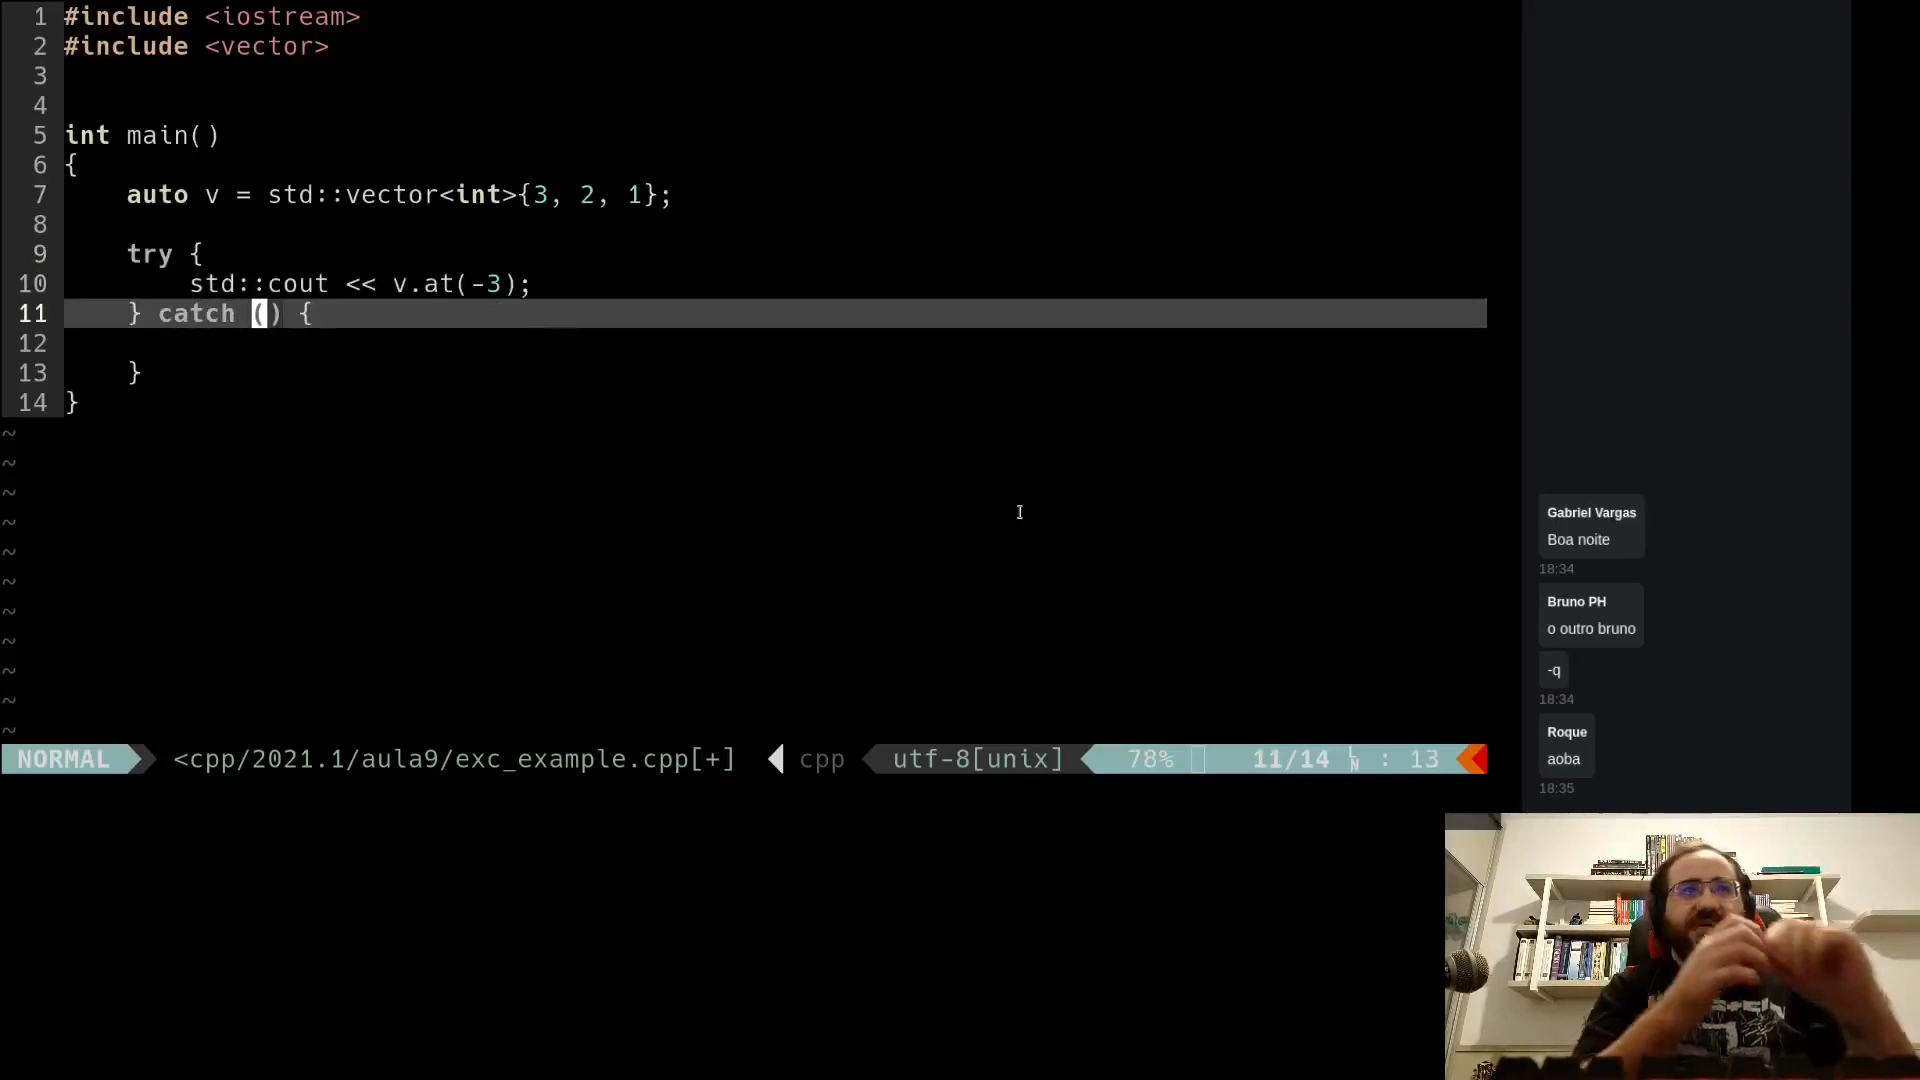 1 #include <iostream>
2 #include <vector>
3
4
5 int main()
6 {
7     auto v = std::vector<int>{3, 2, 1};
8
9     try {
10         std::cout << v.at(-3);
11     } catch () {
12
13     }
14 }
~
~
~
~
~
~
~
~
~
~
~
NORMAL <cpp/2021.1/aula9/exc_example.cpp[+] cpp utf-8[unix] 78% 11/14 LN : 13
Gabriel Vargas
Boa noite
18:34
Bruno PH
o outro bruno
-q
18:34
Roque
aoba
18:35